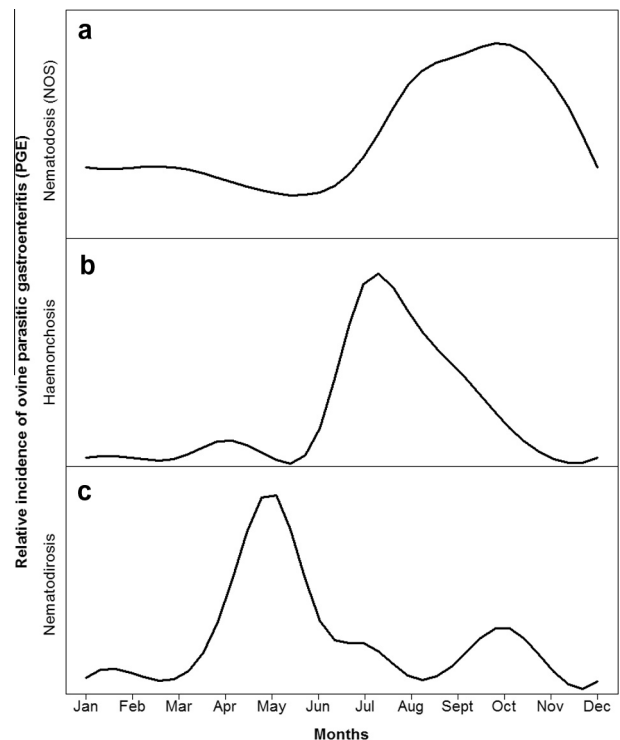 Relative incidence of ovine parasitic gastroenteritis (PGE)
a
Nematodosis (NOS)
b
Haemonchosis
c
Nematodirosis
Jan Feb Mar Apr May Jun Jul Aug Sept Oct Nov Dec
Months